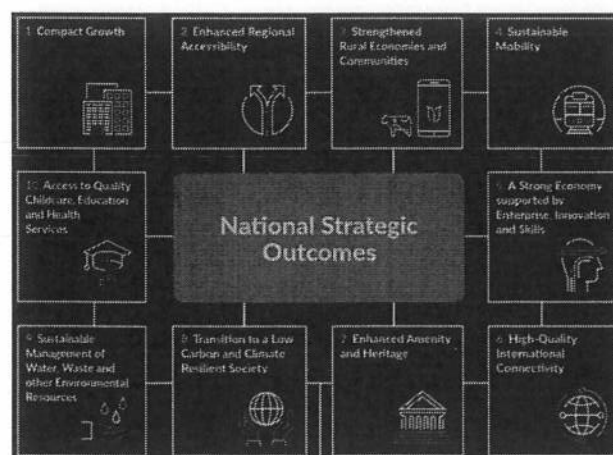 1 Compact Growth
2 Enhanced Regional
Accessibility
3 Strengthened
Rural Economies and
Communities
4 Sustainable
Mobility
10 Access to Quality
Childcare, Education
and Health
Services
National Strategic
Outcomes
5 A Strong Economy
supported by
Enterprise, Innovation
and Skills
9 Sustainable
Management of
Water, Waste and
other Environmental
Resources
8 Transition to a Low
Carbon and Climate
Resilient Society
7 Enhanced Amenity
and Heritage
6 High-Quality
International
Connectivity